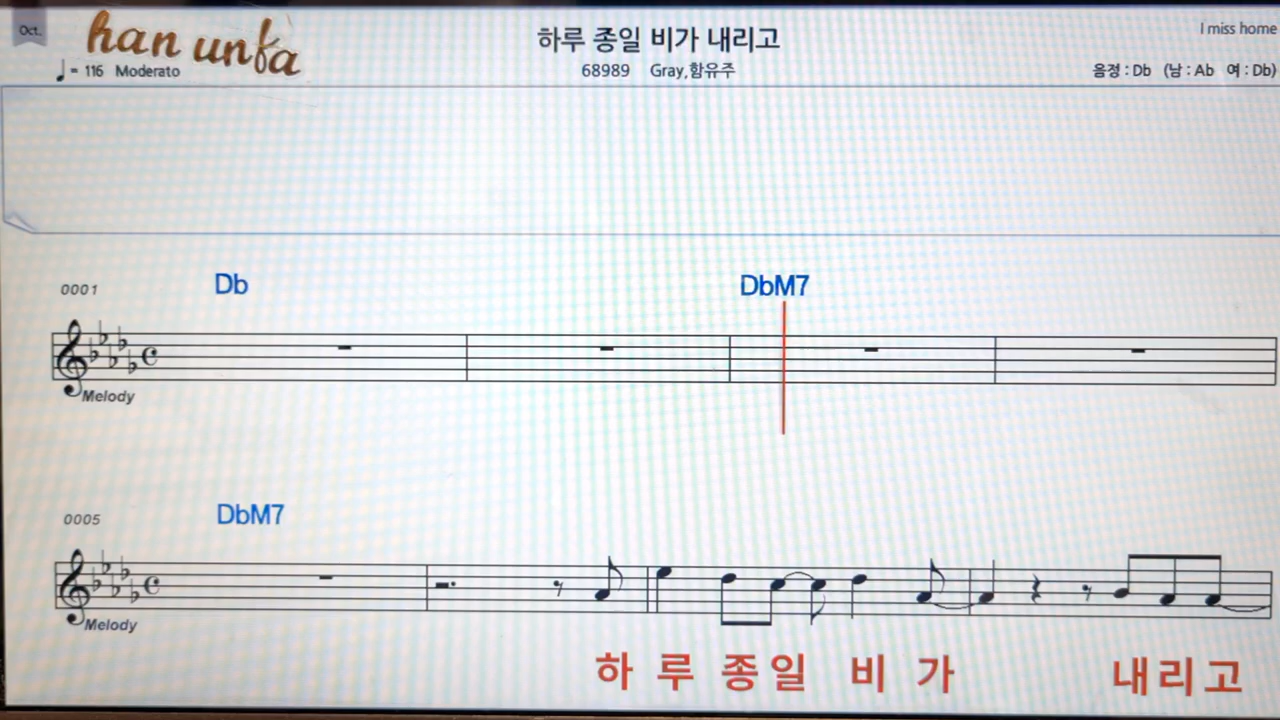 Oct.
han unfa
하루 종일 비가 내리고
I miss home
♩= 116 Moderato
68989 Gray,함유주
음정 : Db (남 : Ab 여 : Db)
0001 Db DbM7
Melody
0005 DbM7
Melody
하 루 종일 비 가 내리고